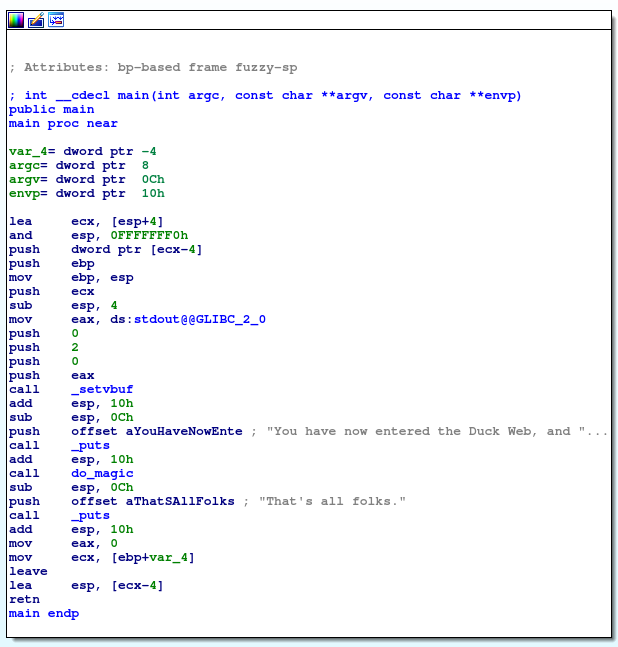 ; Attributes: bp-based frame fuzzy-sp
; int __cdecl main(int argc, const char **argv, const char **envp)
public main
main proc near
var_4= dword ptr -4
argc= dword ptr  8
argv= dword ptr  0Ch
envp= dword ptr  10h
lea     ecx, [esp+4]
and     esp, 0FFFFFFF0h
push    dword ptr [ecx-4]
push    ebp
mov     ebp, esp
push    ecx
sub     esp, 4
mov     eax, ds:stdout@@GLIBC_2_0
push    0
push    2
push    0
push    eax
call    _setvbuf
add     esp, 10h
sub     esp, 0Ch
push    offset aYouHaveNowEnte ; "You have now entered the Duck Web, and "...
call    _puts
add     esp, 10h
call    do_magic
sub     esp, 0Ch
push    offset aThatSAllFolks ; "That's all folks."
call    _puts
add     esp, 10h
mov     eax, 0
mov     ecx, [ebp+var_4]
leave
lea     esp, [ecx-4]
retn
main endp